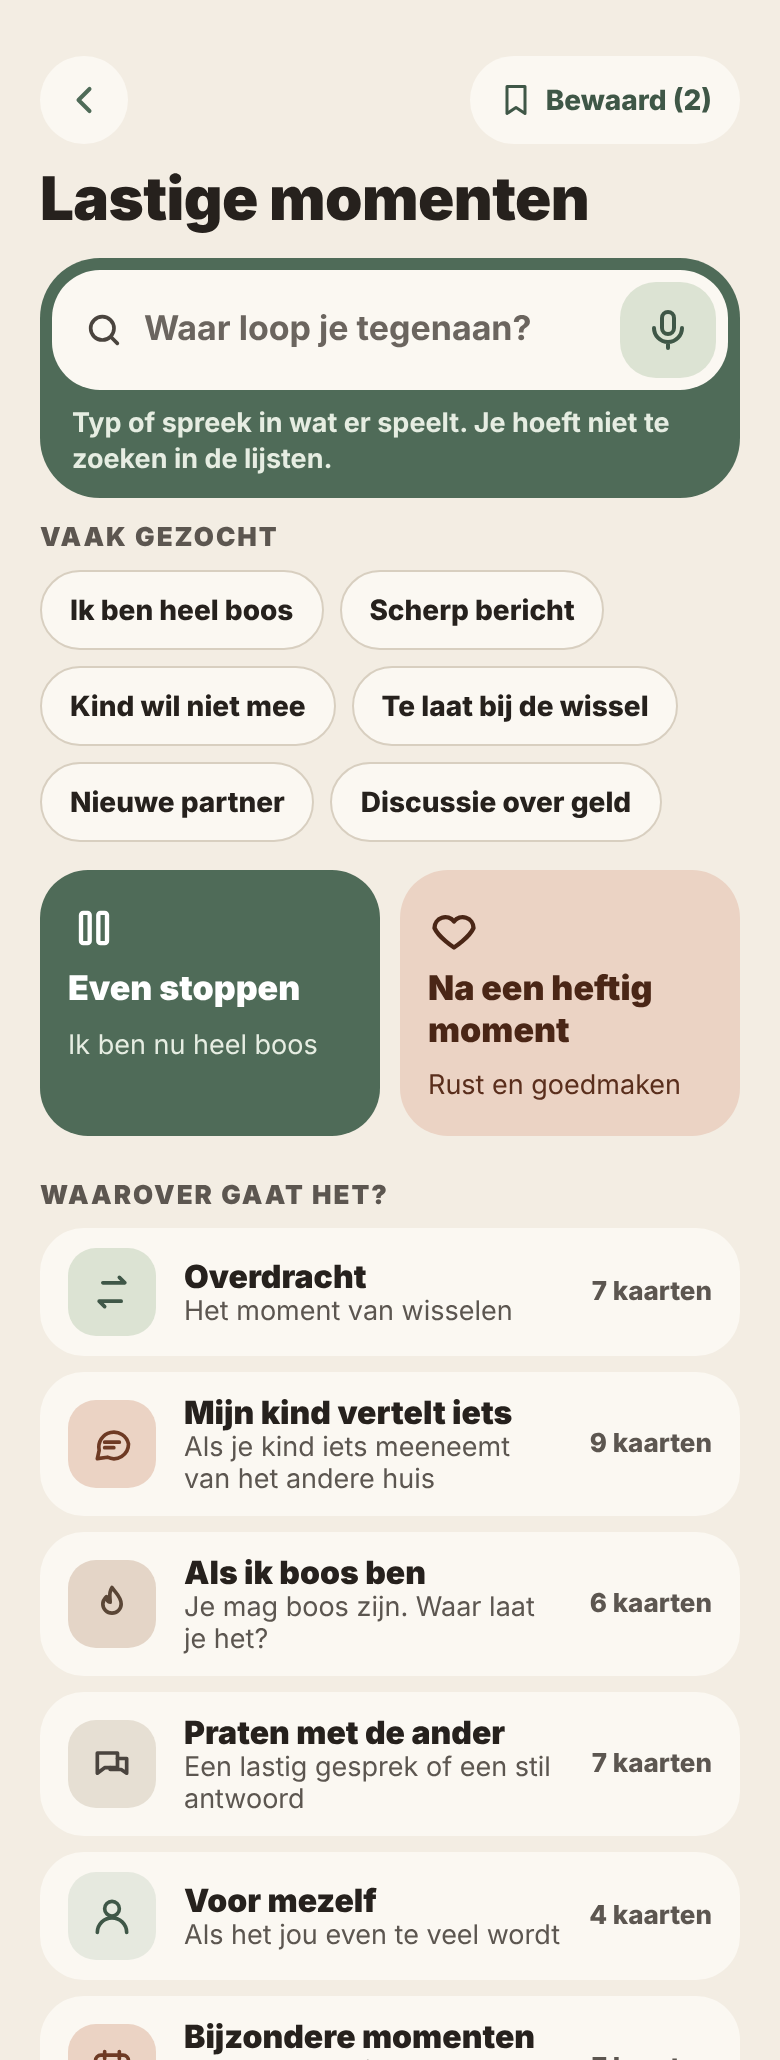 Bewaard (2)
Lastige momenten
Waar loop je tegenaan?
Typ of spreek in wat er speelt. Je hoeft niet te
zoeken in de lijsten.
VAAK GEZOCHT
Ik ben heel boos
Scherp bericht
Kind wil niet mee
Te laat bij de wissel
Nieuwe partner
Discussie over geld
Even stoppen
Ik ben nu heel boos
Na een heftig
moment
Rust en goedmaken
WAAROVER GAAT HET?
Overdracht
Het moment van wisselen
7 kaarten
Mijn kind vertelt iets
Als je kind iets meeneemt
van het andere huis
9 kaarten
Als ik boos ben
Je mag boos zijn. Waar laat
je het?
6 kaarten
Praten met de ander
Een lastig gesprek of een stil
antwoord
7 kaarten
Voor mezelf
Als het jou even te veel wordt
4 kaarten
Bijzondere momenten